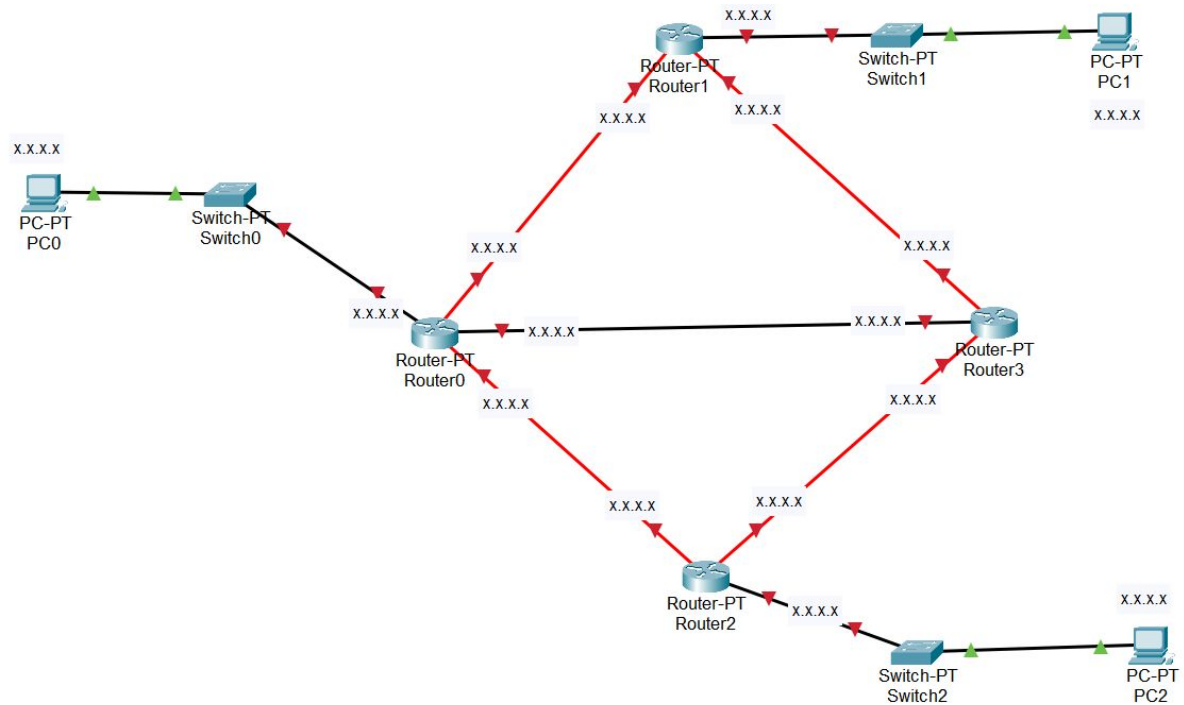 X.X.X.X
Router-PT
Router1
Switch-PT
Switch1
PC-PT
PC1
X.X.X.X
X.X.X.X
X.X.X.X
X.X.X.X
PC-PT
PC0
Switch-PT
Switch0
X.X.X.X
X.X.X.X
X.X.X.X
Router-PT
Router0
X.X.X.X
X.X.X.X
Router-PT
Router3
X.X.X.X
X.X.X.X
X.X.X.X
X.X.X.X
Router-PT
Router2
X.X.X.X
X.X.X.X
Switch-PT
Switch2
PC-PT
PC2